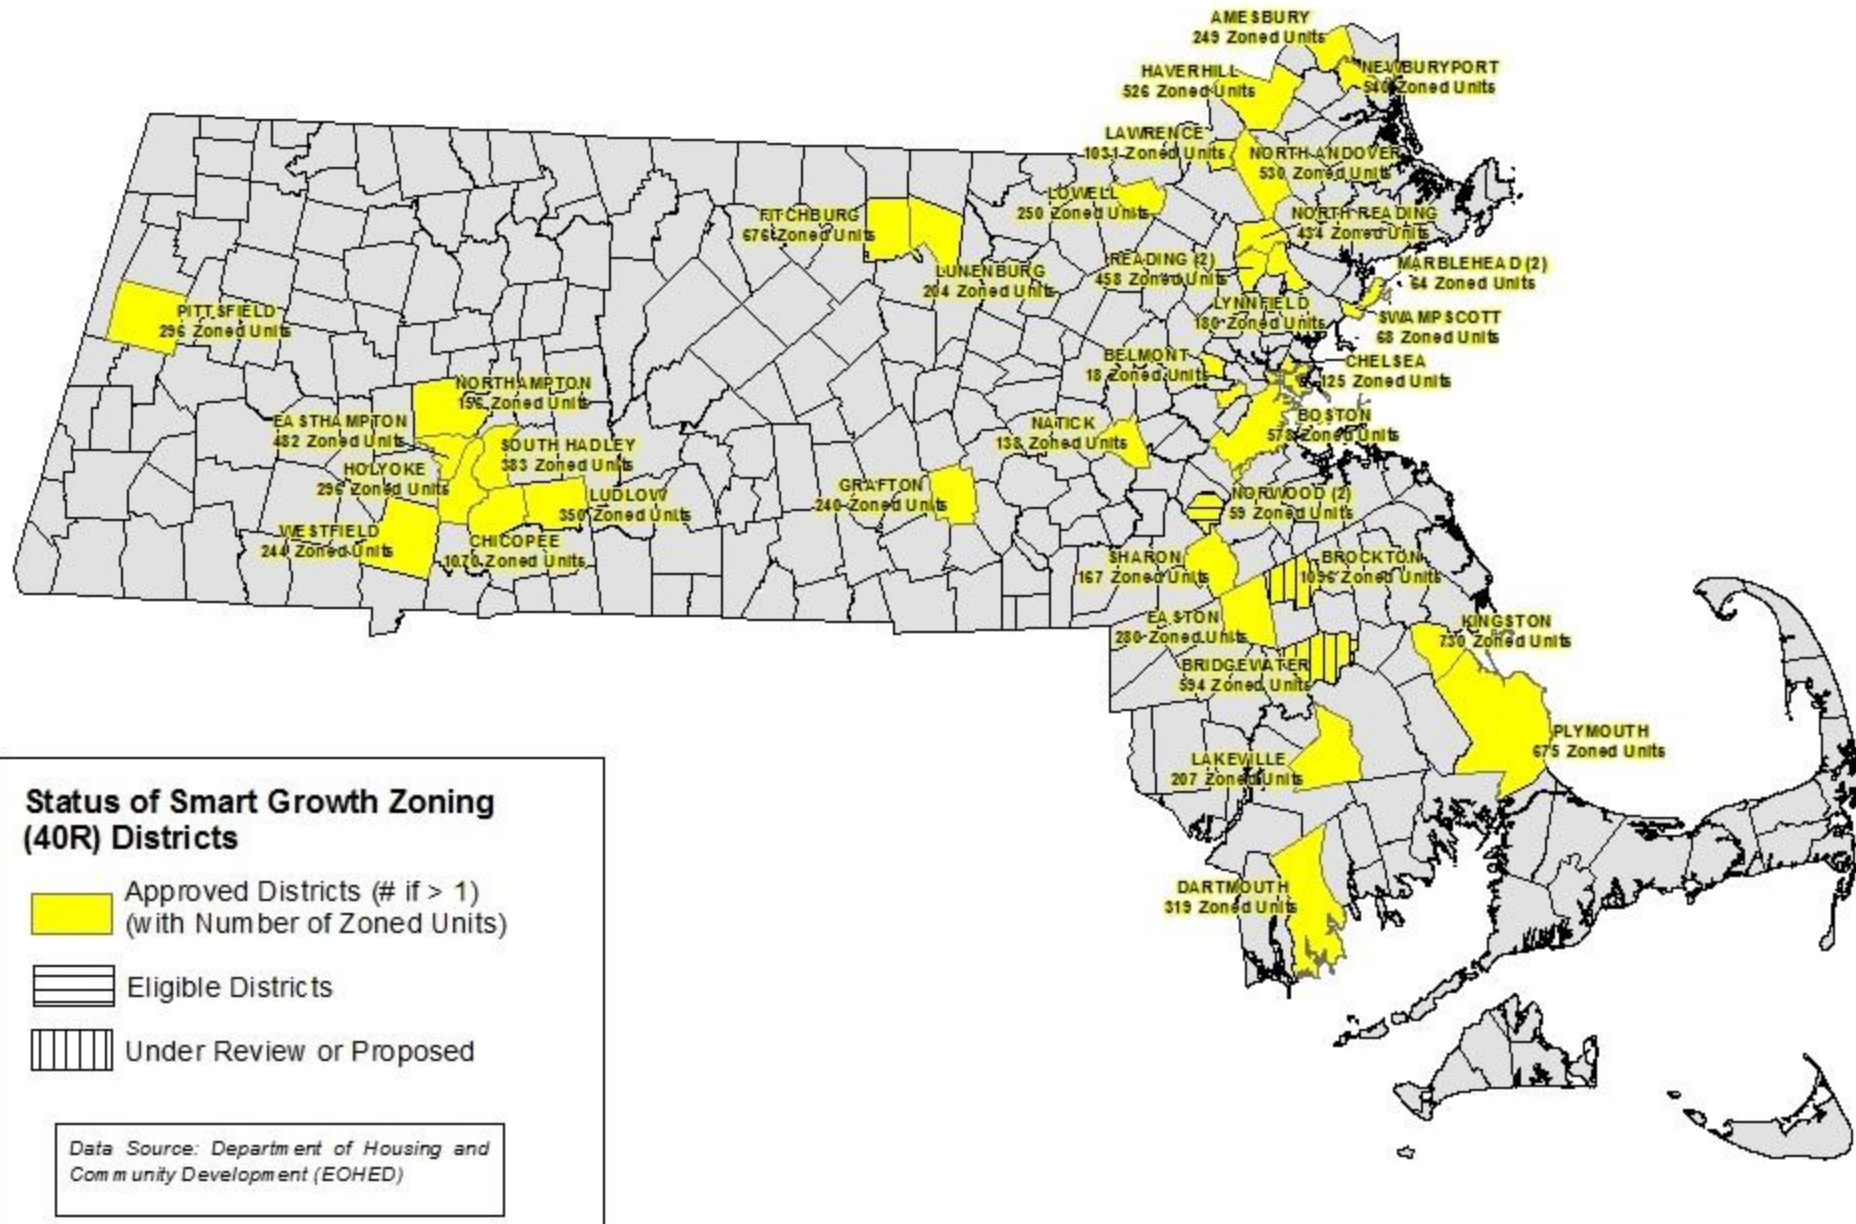 AMESBURY
249 Zoned Units
HAVERHILL
526 Zoned Units
NEWBURYPORT
540 Zoned Units
LAWRENCE
1031 Zoned Units
NORTH ANDOVER
530 Zoned Units
LOWELL
250 Zoned Units
FITCHBURG
676 Zoned Units
NORTH READING
434 Zoned Units
LUNENBURG
204 Zoned Units
READING (2)
458 Zoned Units
MARBLEHEAD (2)
64 Zoned Units
LYNNFIELD
180 Zoned Units
SWAMPSCOTT
68 Zoned Units
PITTSFIELD
296 Zoned Units
BELMONT
18 Zoned Units
CHELSEA
125 Zoned Units
NORTHAMPTON
156 Zoned Units
EASTHAMPTON
482 Zoned Units
SOUTH HADLEY
383 Zoned Units
NATICK
138 Zoned Units
BOSTON
578 Zoned Units
HOLYOKE
296 Zoned Units
LUDLOW
350 Zoned Units
GRAFTON
240 Zoned Units
NORWOOD (2)
59 Zoned Units
WESTFIELD
244 Zoned Units
CHICOPEE
1070 Zoned Units
SHARON
167 Zoned Units
BROCKTON
1096 Zoned Units
EASTON
280 Zoned Units
KINGSTON
730 Zoned Units
BRIDGEWATER
594 Zoned Units
PLYMOUTH
675 Zoned Units
LAKEVILLE
207 Zoned Units
DARTMOUTH
319 Zoned Units
Status of Smart Growth Zoning
(40R) Districts
Approved Districts (# if > 1)
(with Number of Zoned Units)
Eligible Districts
Under Review or Proposed
Data Source: Department of Housing and
Community Development (EOHED)